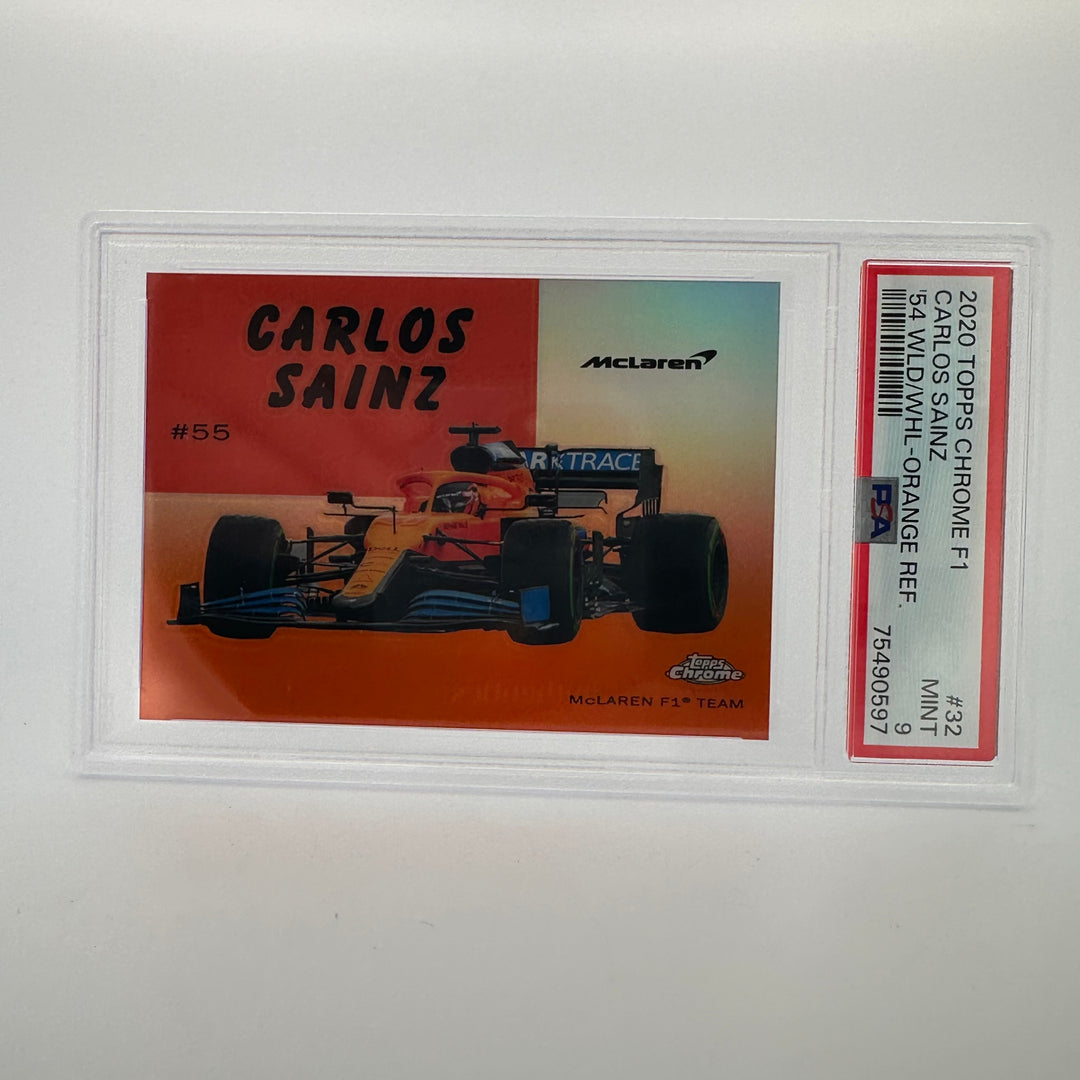 CARLOS
SAINZ
#55
McLaren
DARKTRACE
Topps
Chrome
McLAREN F1® TEAM
2020 TOPPS CHROME F1 #32
CARLOS SAINZ MINT
'54 WLD/WHL-ORANGE REF. 9
PSA 75490597